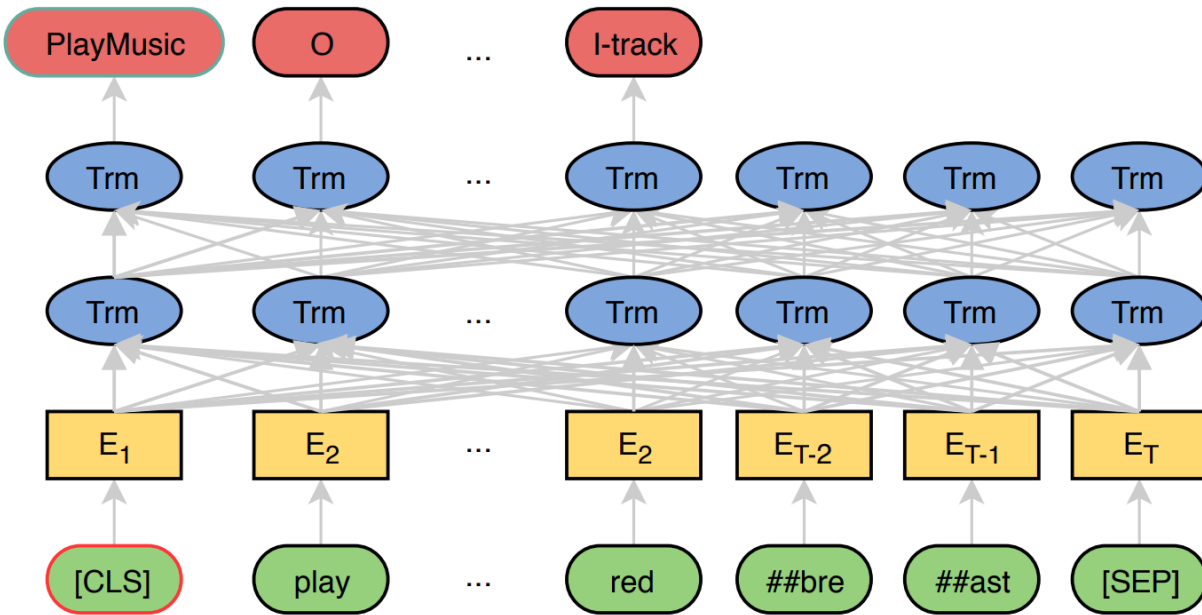 PlayMusic O ... I-track
Trm Trm ... Trm Trm Trm Trm
Trm Trm ... Trm Trm Trm Trm
E1 E2 ... E2 ET-2 ET-1 ET
[CLS] play ... red ##bre ##ast [SEP]